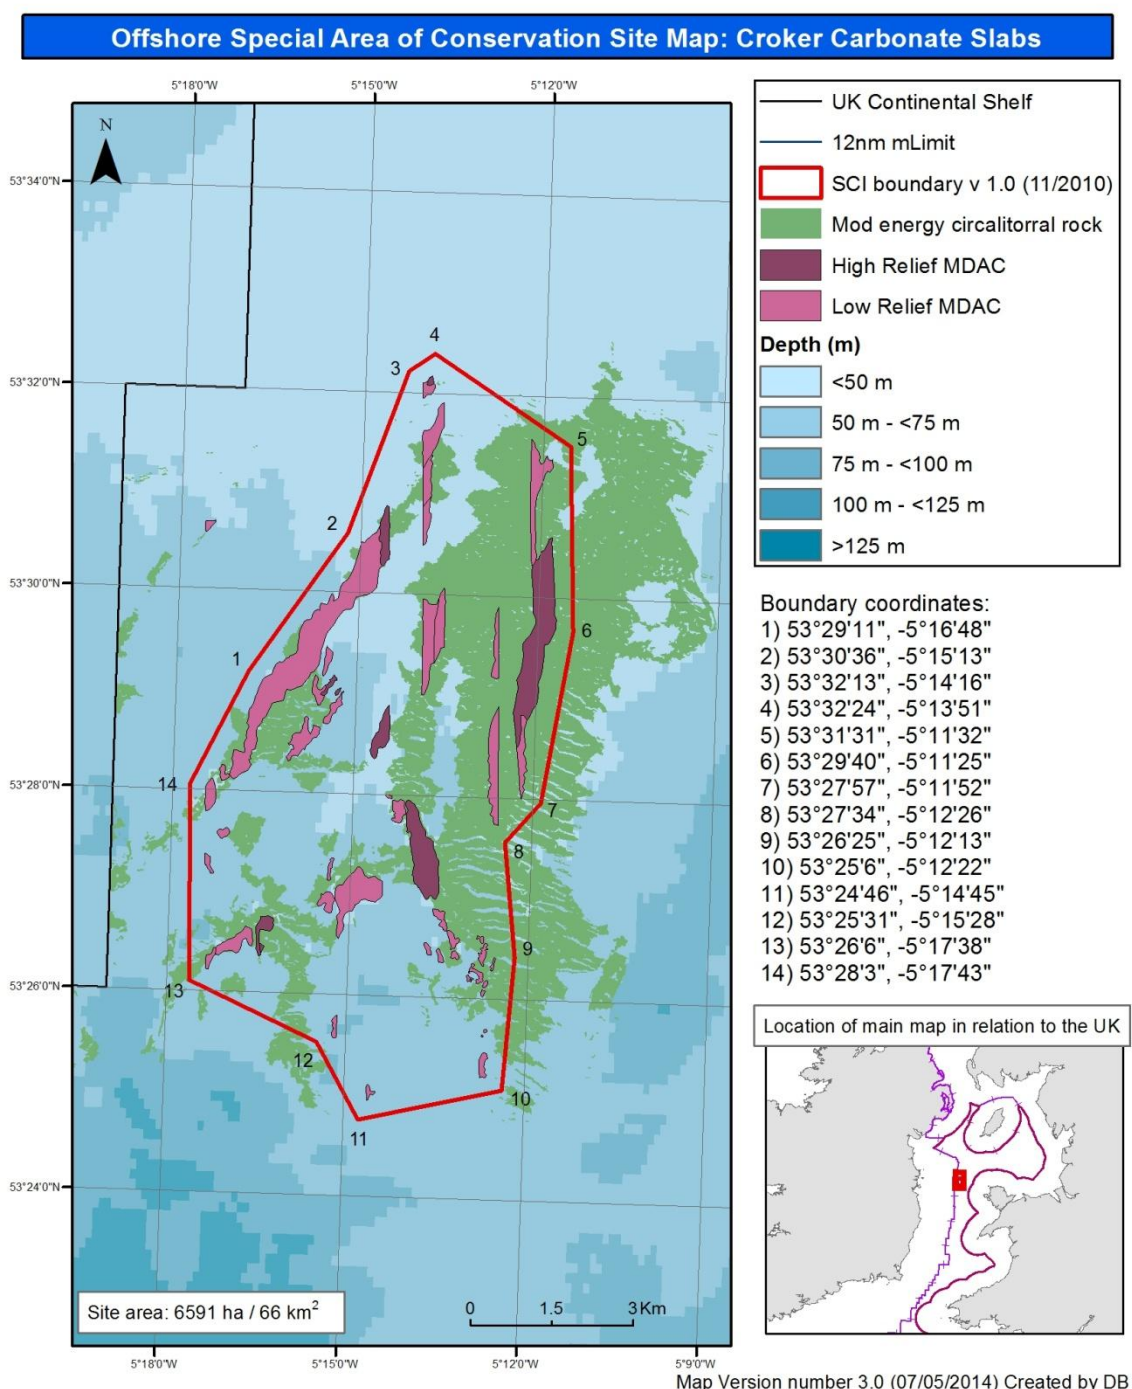 Offshore Special Area of Conservation Site Map: Croker Carbonate Slabs
5°18'0"W
5°15'0"W
5°12'0"W
N
53°34'0"N
53°32'0"N
53°30'0"N
53°28'0"N
53°26'0"N
53°24'0"N
4
3
5
2
6
1
14
7
8
9
13
12
10
11
Site area: 6591 ha / 66 km²
0 1.5 3 Km
5°18'0"W
5°15'0"W
5°12'0"W
5°9'0"W
UK Continental Shelf
12nm mLimit
SCI boundary v 1.0 (11/2010)
Mod energy circalitorral rock
High Relief MDAC
Low Relief MDAC
Depth (m)
<50 m
50 m - <75 m
75 m - <100 m
100 m - <125 m
>125 m
Boundary coordinates:
1) 53°29'11", -5°16'48"
2) 53°30'36", -5°15'13"
3) 53°32'13", -5°14'16"
4) 53°32'24", -5°13'51"
5) 53°31'31", -5°11'32"
6) 53°29'40", -5°11'25"
7) 53°27'57", -5°11'52"
8) 53°27'34", -5°12'26"
9) 53°26'25", -5°12'13"
10) 53°25'6", -5°12'22"
11) 53°24'46", -5°14'45"
12) 53°25'31", -5°15'28"
13) 53°26'6", -5°17'38"
14) 53°28'3", -5°17'43"
Location of main map in relation to the UK
Map Version number 3.0 (07/05/2014) Created by DB